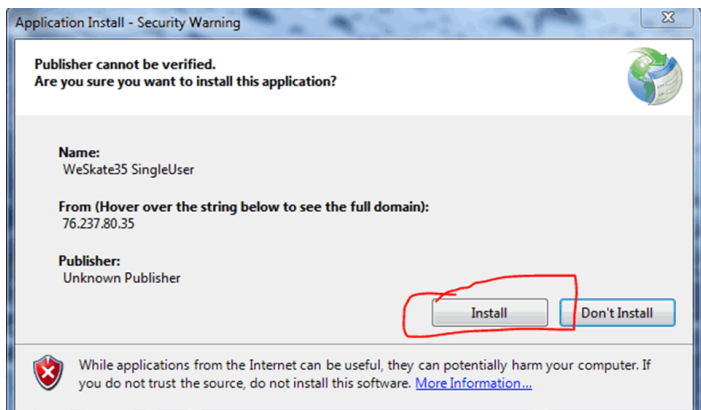 Application Install - Security Warning
Publisher cannot be verified.
Are you sure you want to install this application?
Name:
WeSkate35 SingleUser
From (Hover over the string below to see the full domain):
76.237.80.35
Publisher:
Unknown Publisher
Install
Don't Install
While applications from the Internet can be useful, they can potentially harm your computer. If
you do not trust the source, do not install this software. More Information...